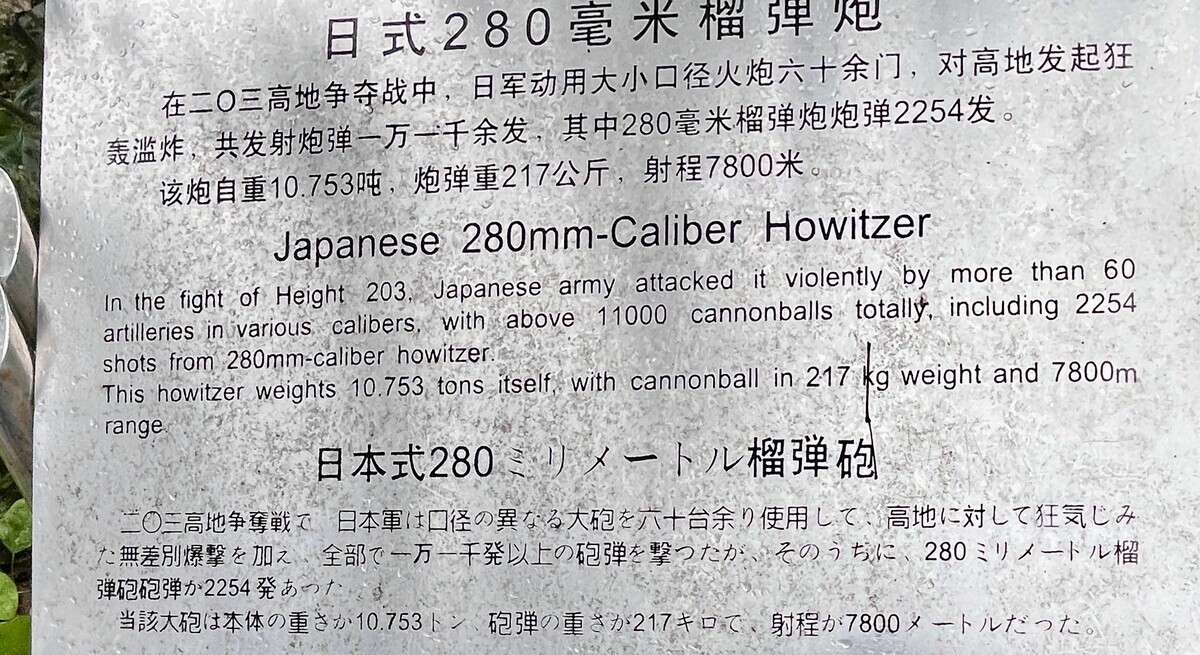 日式280毫米榴弹炮
在二〇三高地争夺战中，日军动用大小口径火炮六十余门，对高地发起狂
轰滥炸，共发射炮弹一万一千余发，其中280毫米榴弹炮炮弹2254发。
该炮自重10.753吨，炮弹重217公斤，射程7800米。
Japanese 280mm-Caliber Howitzer
In the fight of Height 203, Japanese army attacked it violently by more than 60
artilleries in various calibers, with above 11000 cannonballs totally, including 2254
shots from 280mm-caliber howitzer.
This howitzer weights 10.753 tons itself, with cannonball in 217 kg weight and 7800m
range
日本式280ミリメートル榴弾砲
二〇三高地争奪戦で、日本軍は口径の異なる大砲を六十台余り使用して、高地に対して狂気じみ
た無差別爆撃を加え、全部で一万一千発以上の砲弾を撃つたが、そのうちに、280ミリメートル榴
弾砲砲弾か2254発あつた
当該大砲は本体の重さか10.753トン、砲弾の重さか217キロで、射程が7800メートルだった。